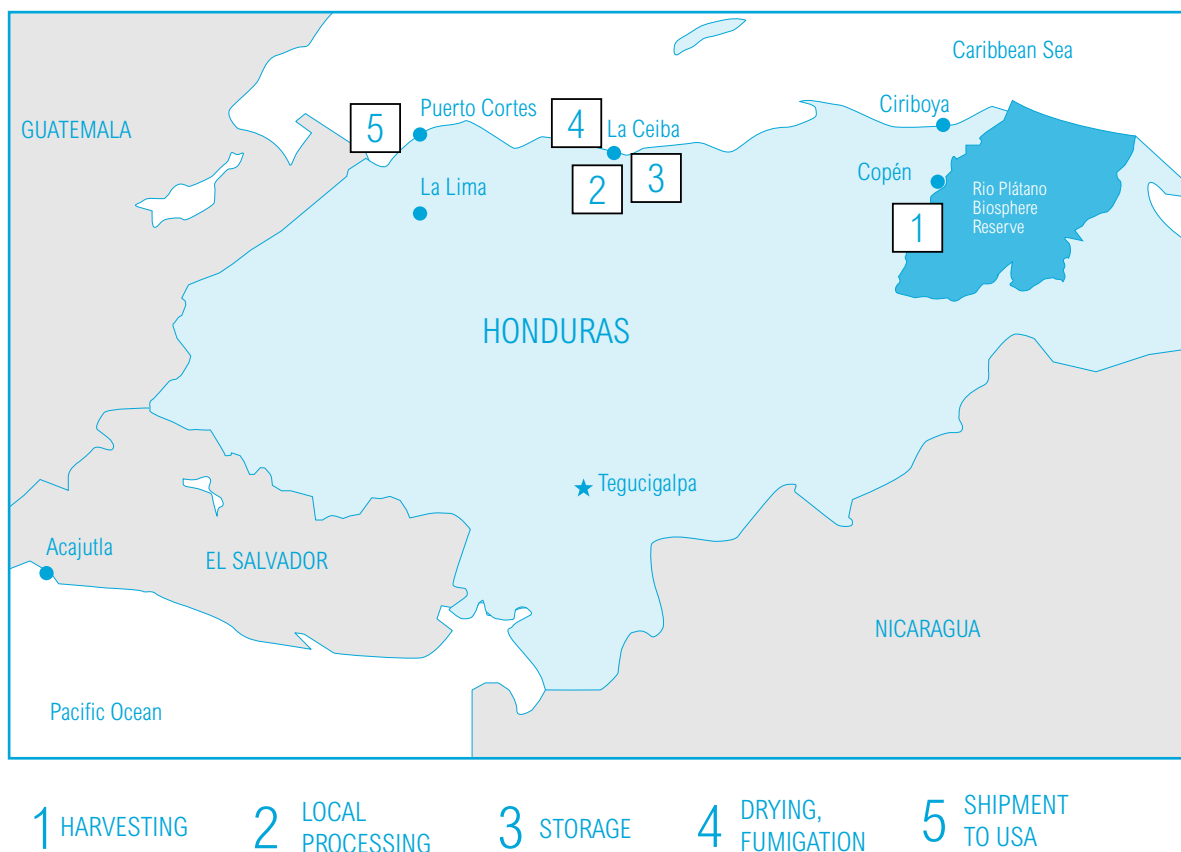 Caribbean Sea
GUATEMALA
5
Puerto Cortes
4
La Ceiba
Ciriboya
La Lima
2
3
Copén
Rio Plátano
Biosphere
Reserve
1
HONDURAS
Tegucigalpa
Acajutla
EL SALVADOR
NICARAGUA
Pacific Ocean
1 HARVESTING
2 LOCAL
PROCESSING
3 STORAGE
4 DRYING,
FUMIGATION
5 SHIPMENT
TO USA